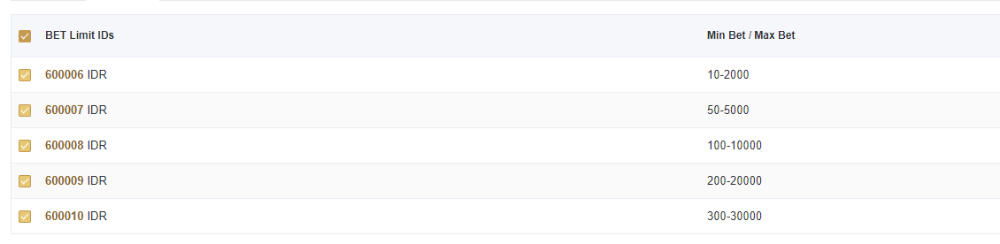 BET Limit IDs Min Bet / Max Bet
600006 IDR 10-2000
600007 IDR 50-5000
600008 IDR 100-10000
600009 IDR 200-20000
600010 IDR 300-30000